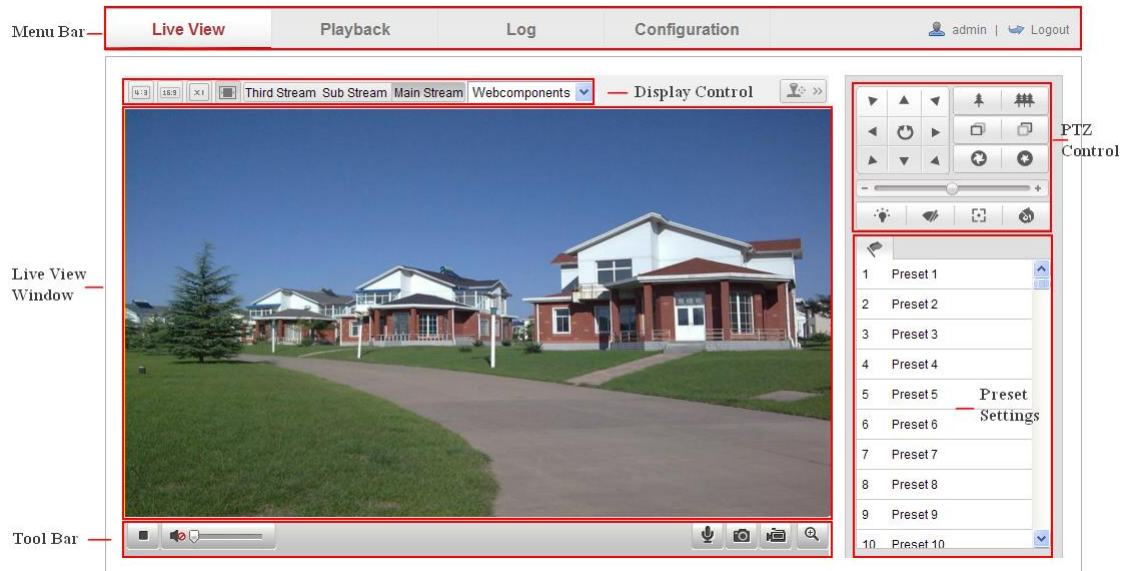 Menu Bar
Live View
Playback
Log
Configuration
admin | Logout
4:3
16:9
X1
Third Stream Sub Stream Main Stream Webcomponents
Display Control
PTZ
Control
Live View
Window
1 Preset 1
2 Preset 2
3 Preset 3
4 Preset 4
5 Preset 5
6 Preset 6
7 Preset 7
8 Preset 8
9 Preset 9
10 Preset 10
Preset
Settings
Tool Bar